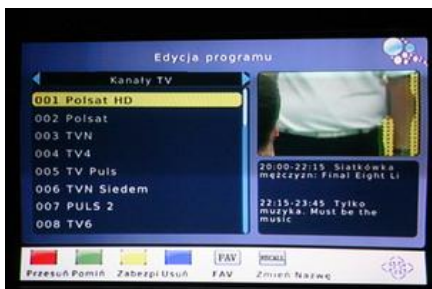 Edycja programu
Kanały TV
001 Polsat HD
002 Polsat
003 TVN
004 TV4
005 TV Puls
006 TVN Siedem
007 PULS 2
008 TV6
20:00-22:15 Siatkówka
mężczyzn: Final Eight Li
22:15-23:45 Tylko
muzyka. Must be the
music
FAV RECALL
Przesuń Pomiń Zabezpi Usuń FAV Zmień Nazwę